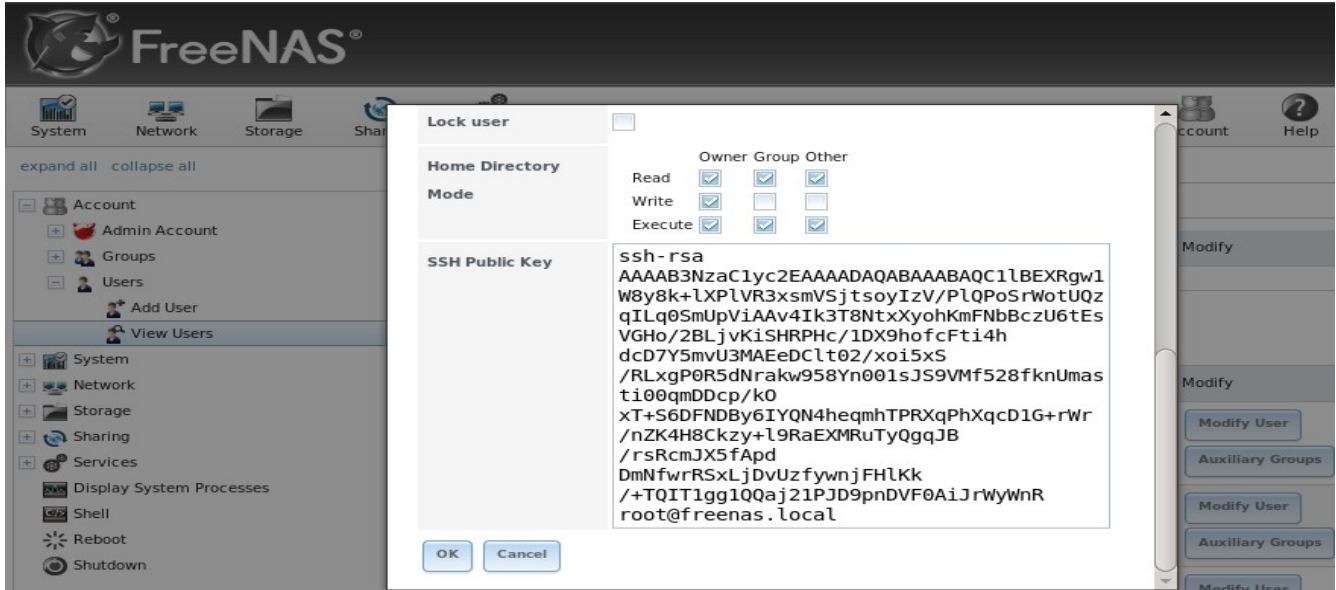 FreeNAS®
System Network Storage
Account Help
expand all collapse all
Account
Admin Account
Groups
Users
Add User
View Users
System
Network
Storage
Sharing
Services
Display System Processes
Shell
Reboot
Shutdown
Lock user
Home Directory Mode
Owner Group Other
Read
Write
Execute
SSH Public Key
ssh-rsa
AAAAB3NzaC1yc2EAAAADAQABAAABAQC1lBEXRgw1
W8y8k+lXPlVR3xsmVSjtsoyIzV/PlQPoSrWotUQz
qILq0SmUpViAAv4Ik3T8NtxXyohKmFNbBczU6tEs
VGHo/2BLjvKiSHRPHc/1DX9hofcFti4h
dcD7Y5mvU3MAEeDClt02/xoi5xS
/RLxgP0R5dNrakw958Yn001sJS9VMf528fknUmas
ti00qmDDcp/kO
xT+S6DFNDBy6IYQN4heqmhTPRXqPhXqcD1G+rWr
/nZK4H8Ckzy+l9RaEXMRuTyQgqJB
/rsRcmJX5fApd
DmNfwrRSxLjDvUzfywnjFHlKk
/+TQIT1gg1QQaj21PJD9pnDVF0AiJrWyWnR
root@freenas.local
OK Cancel
Modify
Modify
Modify User
Auxiliary Groups
Modify User
Auxiliary Groups
Modify User